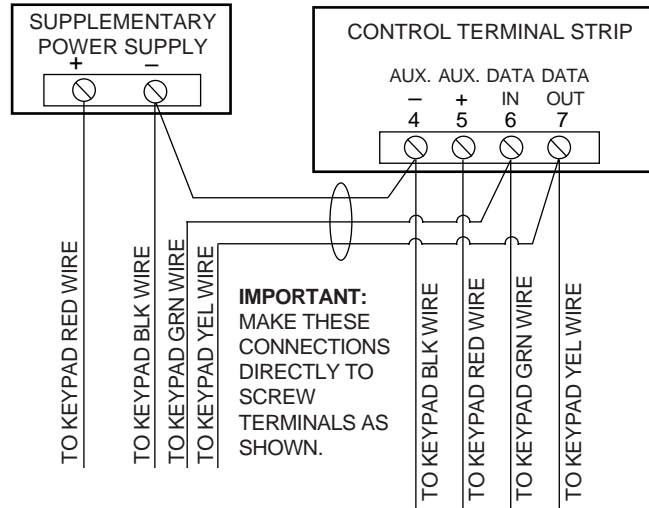 SUPPLEMENTARY
POWER SUPPLY
+ –
CONTROL TERMINAL STRIP
AUX. AUX. DATA DATA
– + IN OUT
4 5 6 7
TO KEYPAD RED WIRE
TO KEYPAD BLK WIRE
TO KEYPAD GRN WIRE
TO KEYPAD YEL WIRE
IMPORTANT:
MAKE THESE
CONNECTIONS
DIRECTLY TO
SCREW
TERMINALS AS
SHOWN.
TO KEYPAD BLK WIRE
TO KEYPAD RED WIRE
TO KEYPAD GRN WIRE
TO KEYPAD YEL WIRE